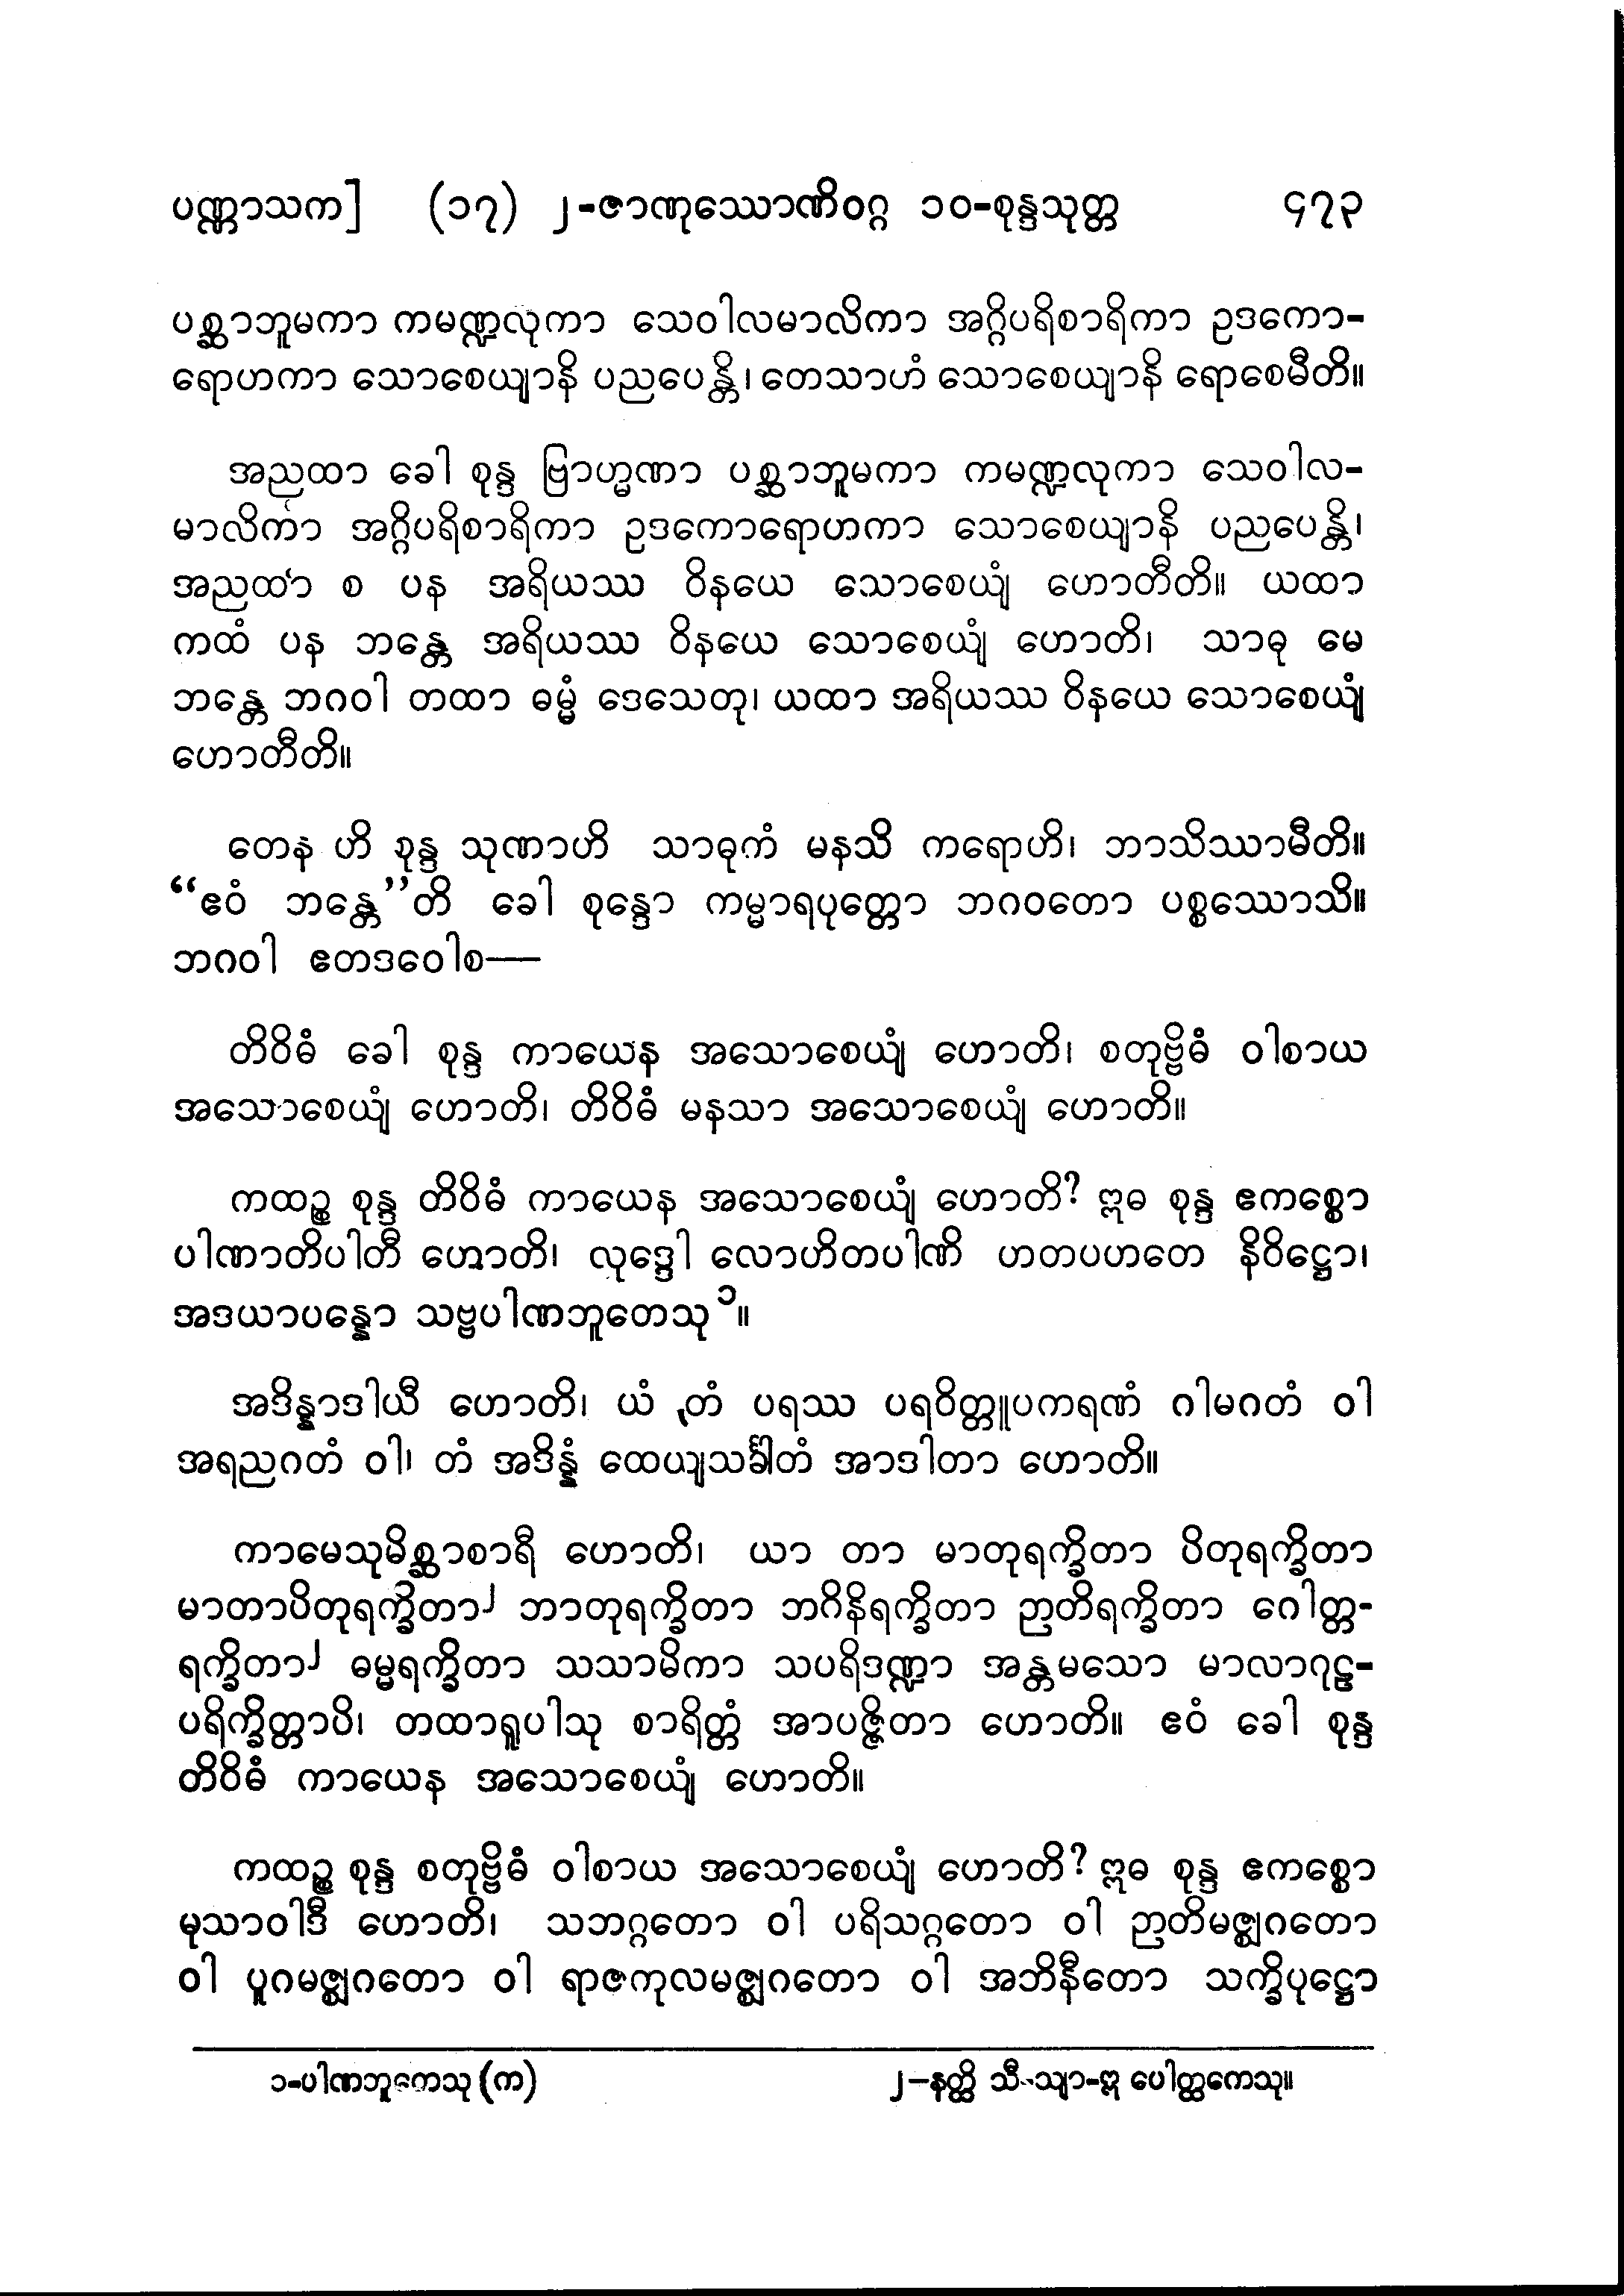 ပဏ္ဏာသက] (၁၇) ၂-ဇာဏုဿောဏိဝဂ္ဂ ၁၀-စုန္ဒသုတ္တ ၄၇၃
ပစ္ဆာဘူမကာ ကမဏ္ဍလုကာ သေဝါလမာလိကာ အဂ္ဂိပရိစာရိကာ ဥဒကော-
ရောဟကာ သောစေယျာနိ ပညပေန္တိ၊ တေသာဟံ သောစေယျာနိ ရောစေမီတိ။
အညထာ ခေါ စုန္ဒ ဗြာဟ္မဏာ ပစ္ဆာဘူမကာ ကမဏ္ဍလုကာ သေဝါလ-
မာလိကာ အဂ္ဂိပရိစာရိကာ ဥဒကောရောဟကာ သောစေယျာနိ ပညပေန္တိ၊
အညထာ စ ပန အရိယဿ ဝိနယေ သောစေယျံ ဟောတီတိ။ ယထာ
ကထံ ပန ဘန္တေ အရိယဿ ဝိနယေ သောစေယျံ ဟောတိ၊ သာဓု မေ
ဘန္တေ ဘဂဝါ တထာ ဓမ္မံ ဒေသေတု၊ ယထာ အရိယဿ ဝိနယေ သောစေယျံ
ဟောတီတိ။
တေန ဟိ စုန္ဒ သုဏာဟိ သာဓုကံ မနသိ ကရောဟိ၊ ဘာသိဿာမီတိ။
“ဧဝံ ဘန္တေ”တိ ခေါ စုန္ဒော ကမ္မာရပုတ္တော ဘဂဝတော ပစ္စဿောသိ။
ဘဂဝါ ဧတဒဝေါစ—
တိဝိဓံ ခေါ စုန္ဒ ကာယေန အသောစေယျံ ဟောတိ၊ စတုဗ္ဗိဓံ ဝါစာယ
အသောစေယျံ ဟောတိ၊ တိဝိဓံ မနသာ အသောစေယျံ ဟောတိ။
ကထဉ္စ စုန္ဒ တိဝိဓံ ကာယေန အသောစေယျံ ဟောတိ? ဣဓ စုန္ဒ ဧကစ္စော
ပါဏာတိပါတီ ဟောတိ၊ လုဒ္ဒေါ လောဟိတပါဏိ ဟတပဟတေ နိဝိဋ္ဌော၊
အဒယာပန္နော သဗ္ဗပါဏဘူတေသု၁။
အဒိန္နာဒါယီ ဟောတိ၊ ယံ တံ ပရဿ ပရဝိတ္တူပကရဏံ ဂါမဂတံ ဝါ
အရညဂတံ ဝါ၊ တံ အဒိန္နံ ထေယျသင်္ခါတံ အာဒါတာ ဟောတိ။
ကာမေသုမိစ္ဆာစာရီ ဟောတိ၊ ယာ တာ မာတုရက္ခိတာ ပိတုရက္ခိတာ
မာတာပိတုရက္ခိတာ၂ ဘာတုရက္ခိတာ ဘဂိနိရက္ခိတာ ဉာတိရက္ခိတာ ဂေါတ္တ-
ရက္ခိတာ၂ ဓမ္မရက္ခိတာ သသာမိကာ သပရိဒဏ္ဍာ အန္တမသော မာလာဂုဠ-
ပရိက္ခိတ္တာပိ၊ တထာရူပါသု စာရိတ္တံ အာပဇ္ဇိတာ ဟောတိ။ ဧဝံ ခေါ စုန္ဒ
တိဝိဓံ ကာယေန အသောစေယျံ ဟောတိ။
ကထဉ္စ စုန္ဒ စတုဗ္ဗိဓံ ဝါစာယ အသောစေယျံ ဟောတိ? ဣဓ စုန္ဒ ဧကစ္စော
မုသာဝါဒီ ဟောတိ၊ သဘဂ္ဂတော ဝါ ပရိသဂ္ဂတော ဝါ ဉာတိမဇ္ဈဂတော
ဝါ ပူဂမဇ္ဈဂတော ဝါ ရာဇကုလမဇ္ဈဂတော ဝါ အဘိနီတော သက္ခိပုဋ္ဌော
၁-ပါဏဘူကေသု (က) ၂-နတ္ထိ သီ-သျာ-ဣ ပေါတ္ထကေသု။